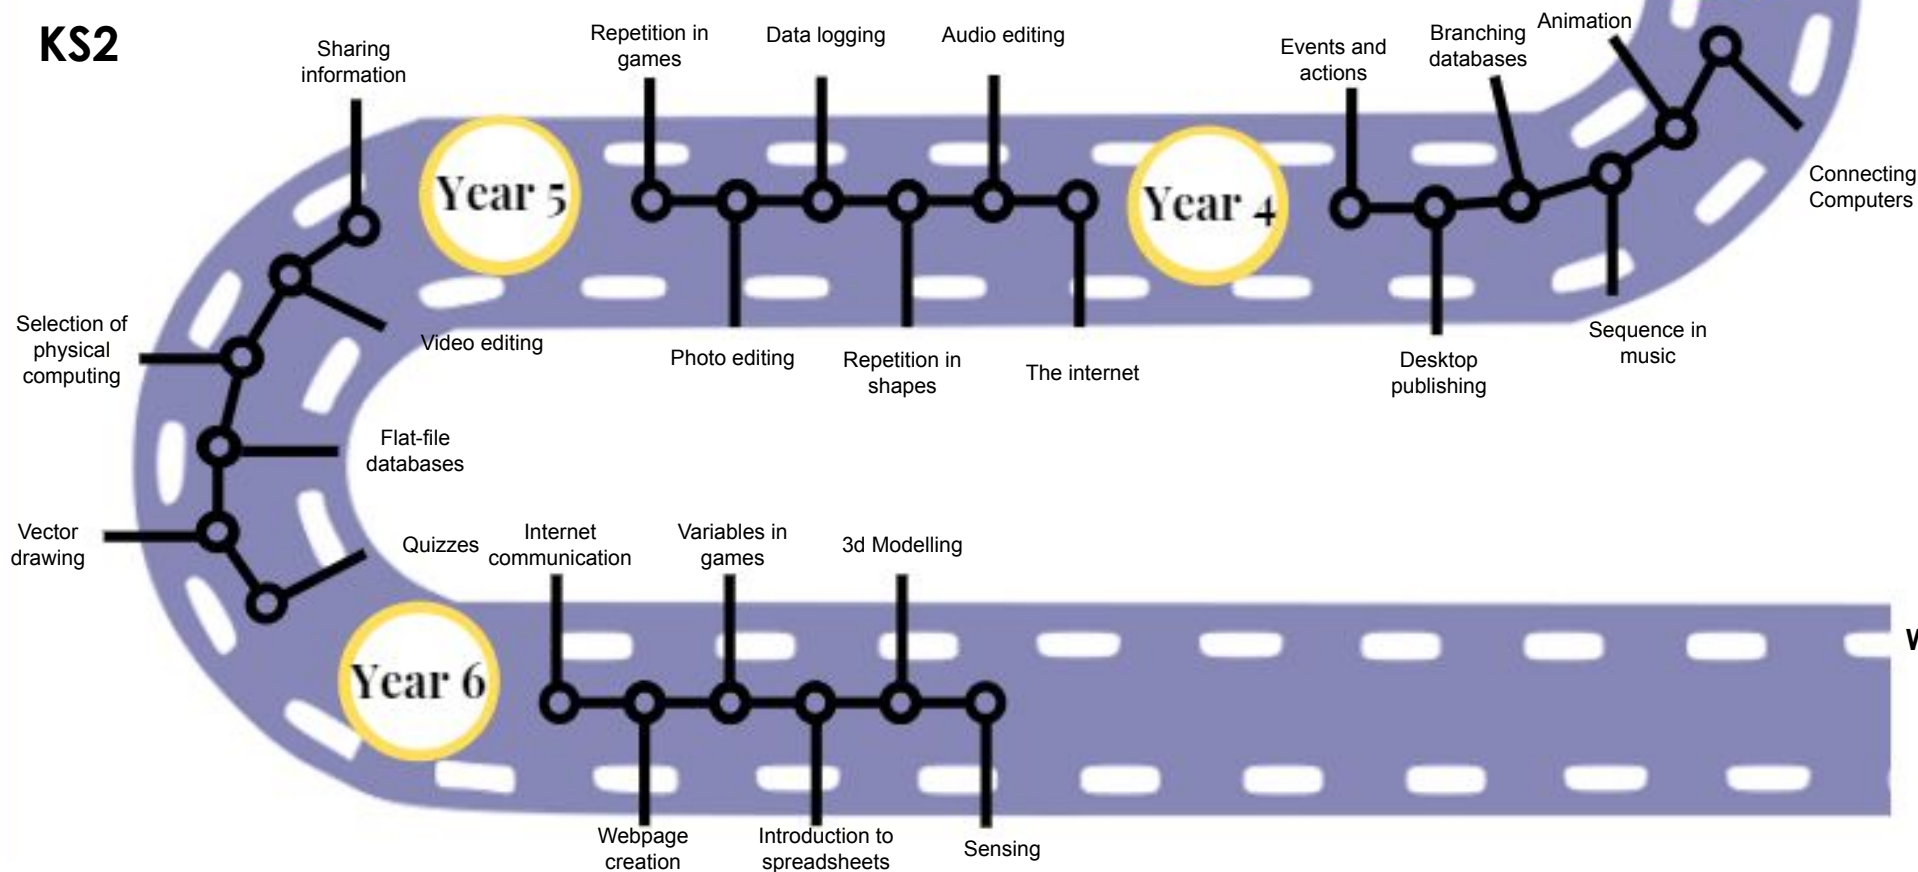 KS2
Connecting
Computers
Animation
Sequence in
music
Branching
databases
Desktop
publishing
Events and
actions
Year 4
The internet
Audio editing
Repetition in
shapes
Data logging
Photo editing
Repetition in
games
Year 5
Sharing
information
Video editing
Selection of
physical
computing
Flat-file
databases
Vector
drawing
Quizzes
Year 6
Internet
communication
Webpage
creation
Variables in
games
Introduction to
spreadsheets
3d Modelling
Sensing